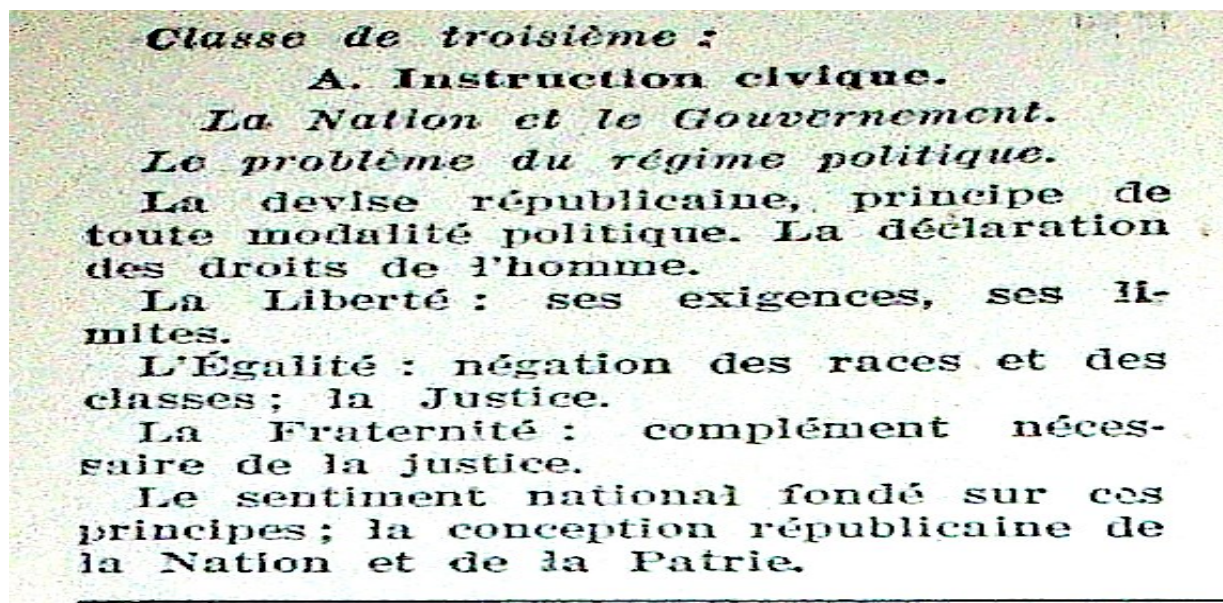 Classe de troisième :
A. Instruction civique.
La Nation et le Gouvernement.
Le problème du régime politique.
La devise républicaine, principe de
toute modalité politique. La déclaration
des droits de l'homme.
La Liberté : ses exigences, ses li-
mites.
L'Égalité : négation des races et des
classes ; la Justice.
La Fraternité : complément néces-
saire de la justice.
Le sentiment national fondé sur ces
principes ; la conception républicaine de
la Nation et de la Patrie.